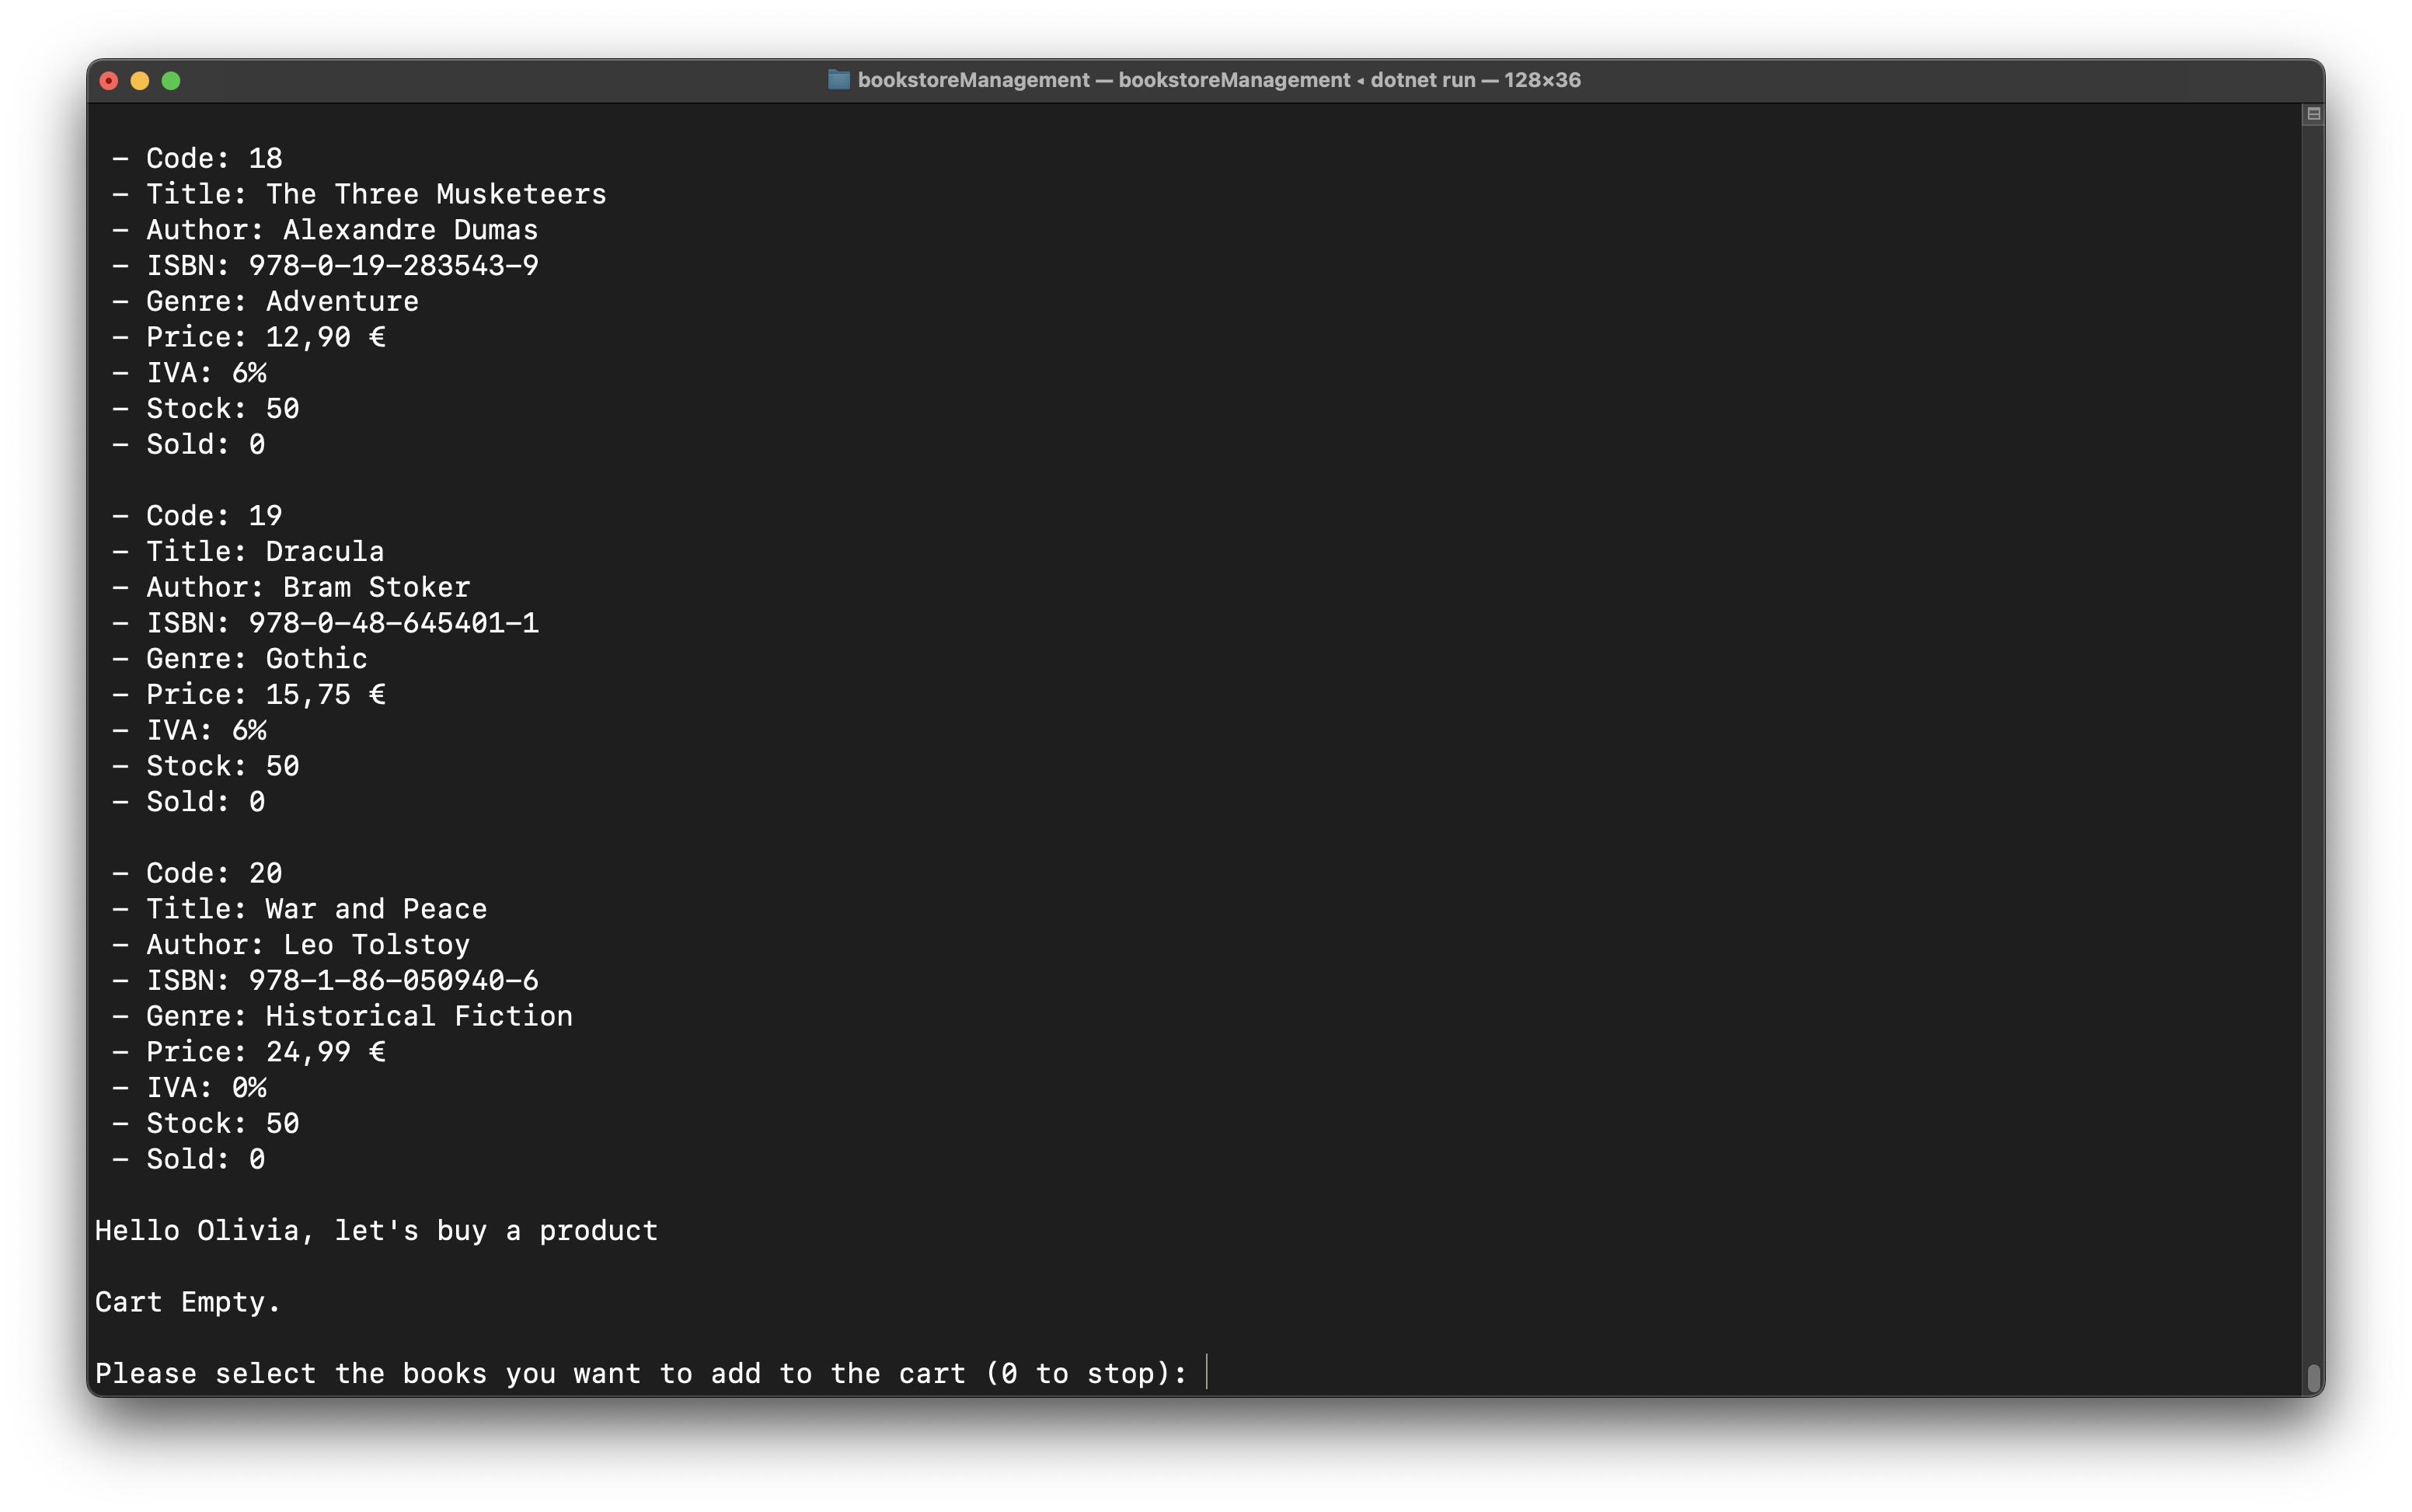 bookstoreManagement — bookstoreManagement ◂ dotnet run — 128×36
- Code: 18
- Title: The Three Musketeers
- Author: Alexandre Dumas
- ISBN: 978-0-19-283543-9
- Genre: Adventure
- Price: 12,90 €
- IVA: 6%
- Stock: 50
- Sold: 0
- Code: 19
- Title: Dracula
- Author: Bram Stoker
- ISBN: 978-0-48-645401-1
- Genre: Gothic
- Price: 15,75 €
- IVA: 6%
- Stock: 50
- Sold: 0
- Code: 20
- Title: War and Peace
- Author: Leo Tolstoy
- ISBN: 978-1-86-050940-6
- Genre: Historical Fiction
- Price: 24,99 €
- IVA: 0%
- Stock: 50
- Sold: 0
Hello Olivia, let's buy a product
Cart Empty.
Please select the books you want to add to the cart (0 to stop):